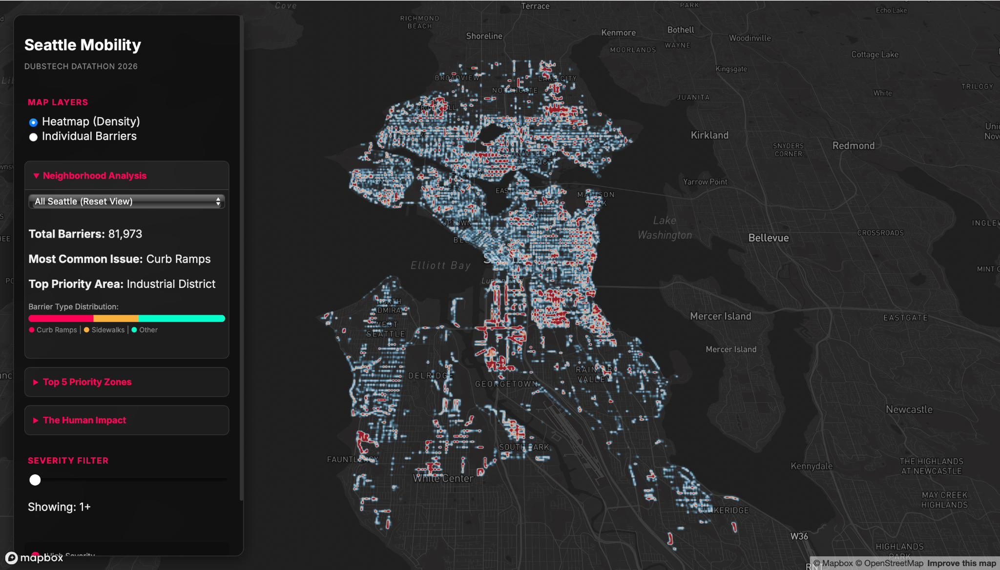 Seattle Mobility
DUBSTECH DATATHON 2026
MAP LAYERS
Heatmap (Density)
Individual Barriers
▼ Neighborhood Analysis
All Seattle (Reset View)
Total Barriers: 81,973
Most Common Issue: Curb Ramps
Top Priority Area: Industrial District
Barrier Type Distribution:
Curb Ramps | Sidewalks | Other
▶ Top 5 Priority Zones
▶ The Human Impact
SEVERITY FILTER
Showing: 1+
High Severity
mapbox
Cove
Terrace
PARK
Echo Lake
RICHMOND
BEACH
Shoreline
Kenmore
Bothell
Woodinville
MOORLANDS
WAYNE
Cottage Lake
Kingsgate
BROADVIEW
LAKE CITY
NORTHGATE
JUANITA
White
TRILOGY
Kirkland
SNYDERS
CORNER
Redmond
UNIVERSITY
DISTRICT
FREMONT
EASTLAKE
Yarrow Point
MADISON
PARK
UPTOWN
Lake
Washington
Bellevue
CROSSROADS
Elliott Bay
NORTH
ADMIRAL
WEST
SEATTLE
Mercer Island
EASTGATE
Mercer Island
DELRIDGE
RAINIER
VALLEY
GEORGETOWN
Newcastle
SOUTH PARK
FAUNTLEROY
White Center
Kennydale
THE HIGHLANDS
AT NEWCASTLE
MAY CREEK
HIGHLANDS
LAKERIDGE
W36
HIGHLANDS
PARK
© Mapbox © OpenStreetMap Improve this map